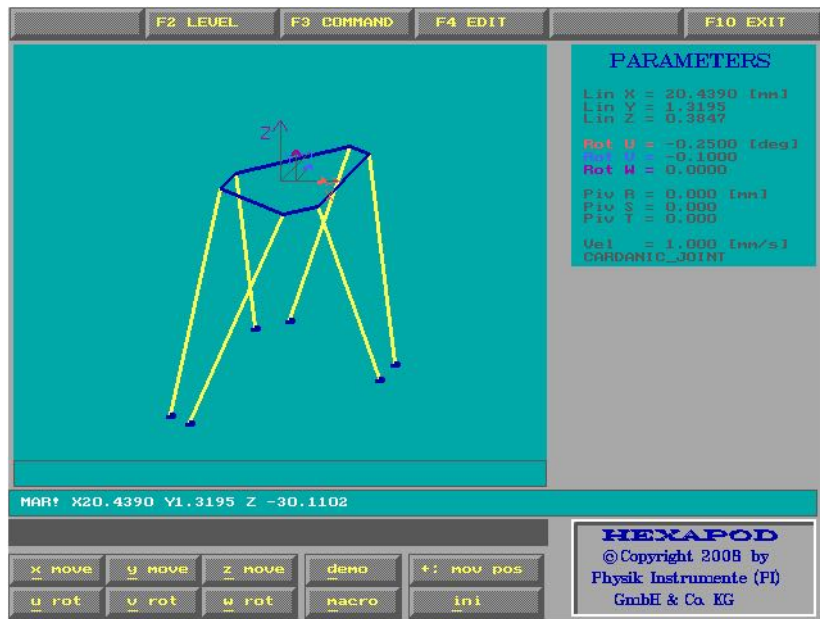 F2 LEVEL F3 COMMAND F4 EDIT F10 EXIT
PARAMETERS
Lin X = 20.4390 [mm]
Lin Y = 1.3195
Lin Z = 0.3847
Rot U = -0.2500 [deg]
Rot V = -0.1000
Rot W = 0.0000
Piv R = 0.000 [mm]
Piv S = 0.000
Piv T = 0.000
Vel = 1.000 [mm/s]
CARDANIC_JOINT
Z
MAR! X20.4390 Y1.3195 Z -30.1102
x move y move z move demo ←: mov pos
u rot v rot w rot macro ini
HEXAPOD
©Copyright 2008 by
Physik Instrumente (PI)
GmbH & Co. KG